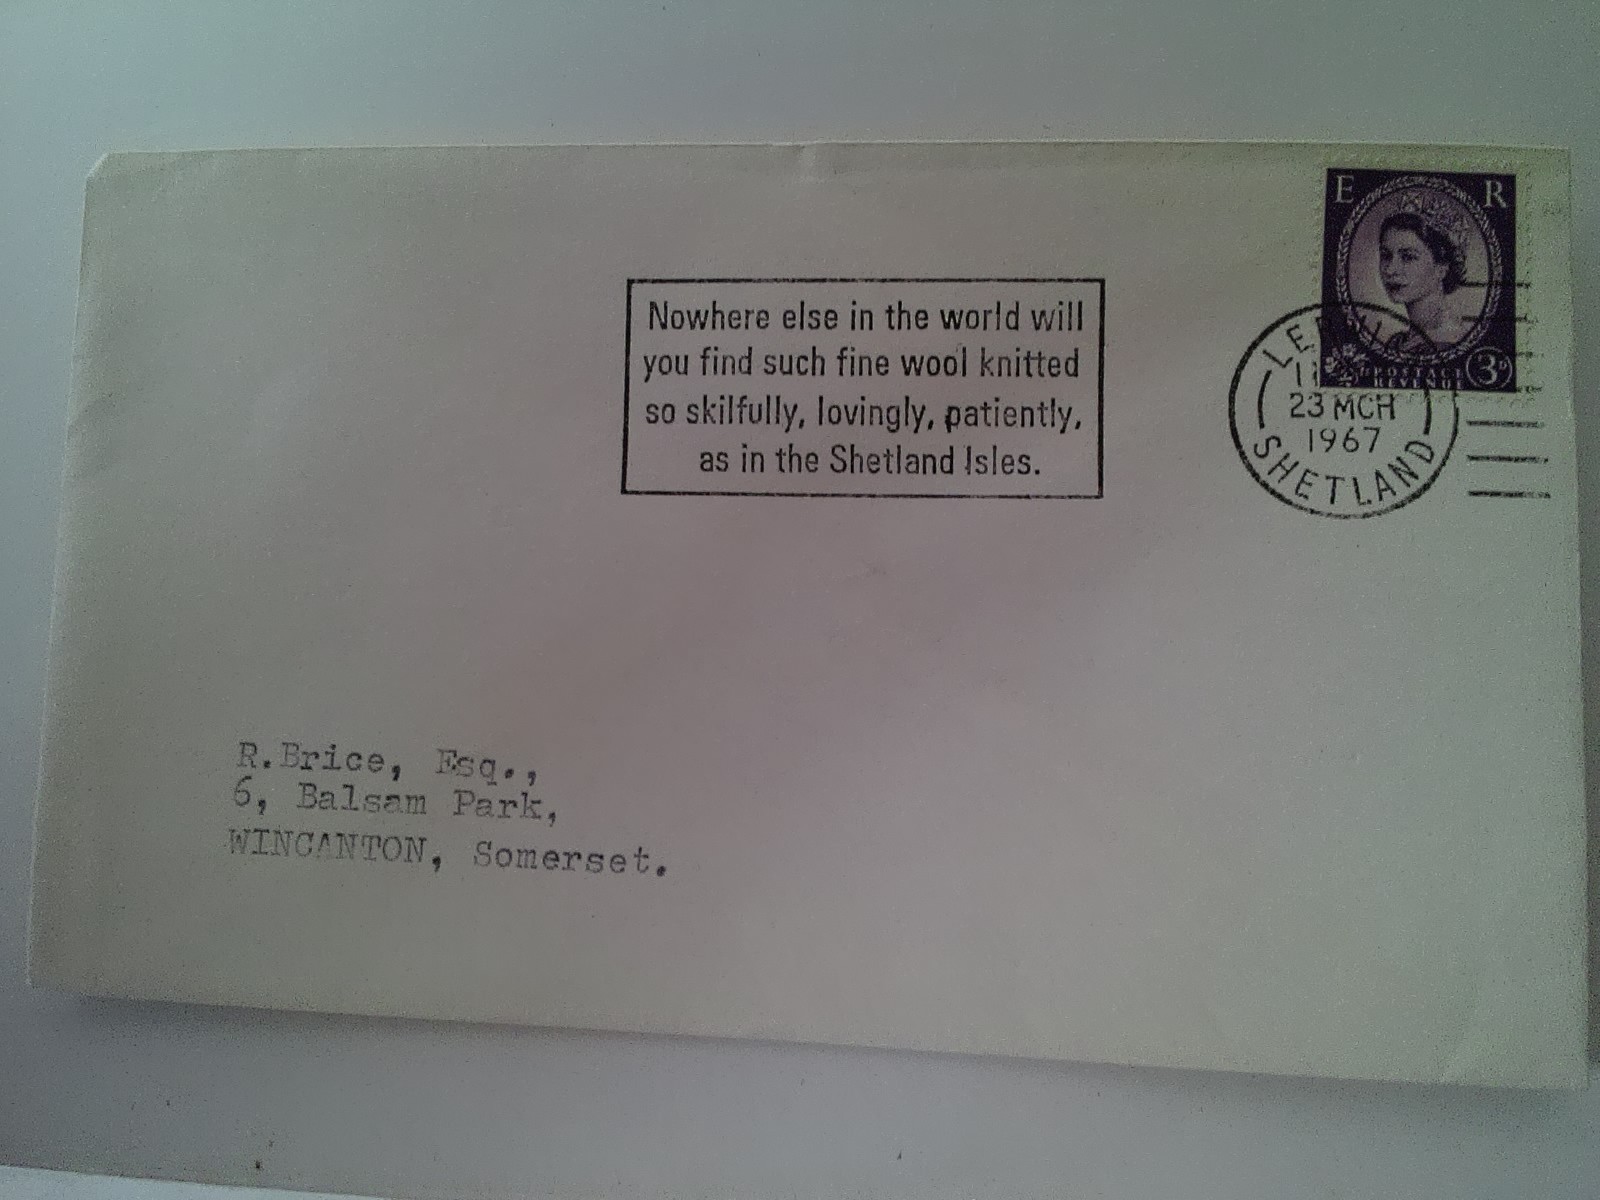 E R
Nowhere else in the world will
you find such fine wool knitted
so skilfully, lovingly, patiently,
as in the Shetland Isles.
POSTAGE
REVENUE
3D
23 MCH
1967
SHETLAND
R.Brice, Esq.,
6, Balsam Park,
WINCANTON, Somerset.